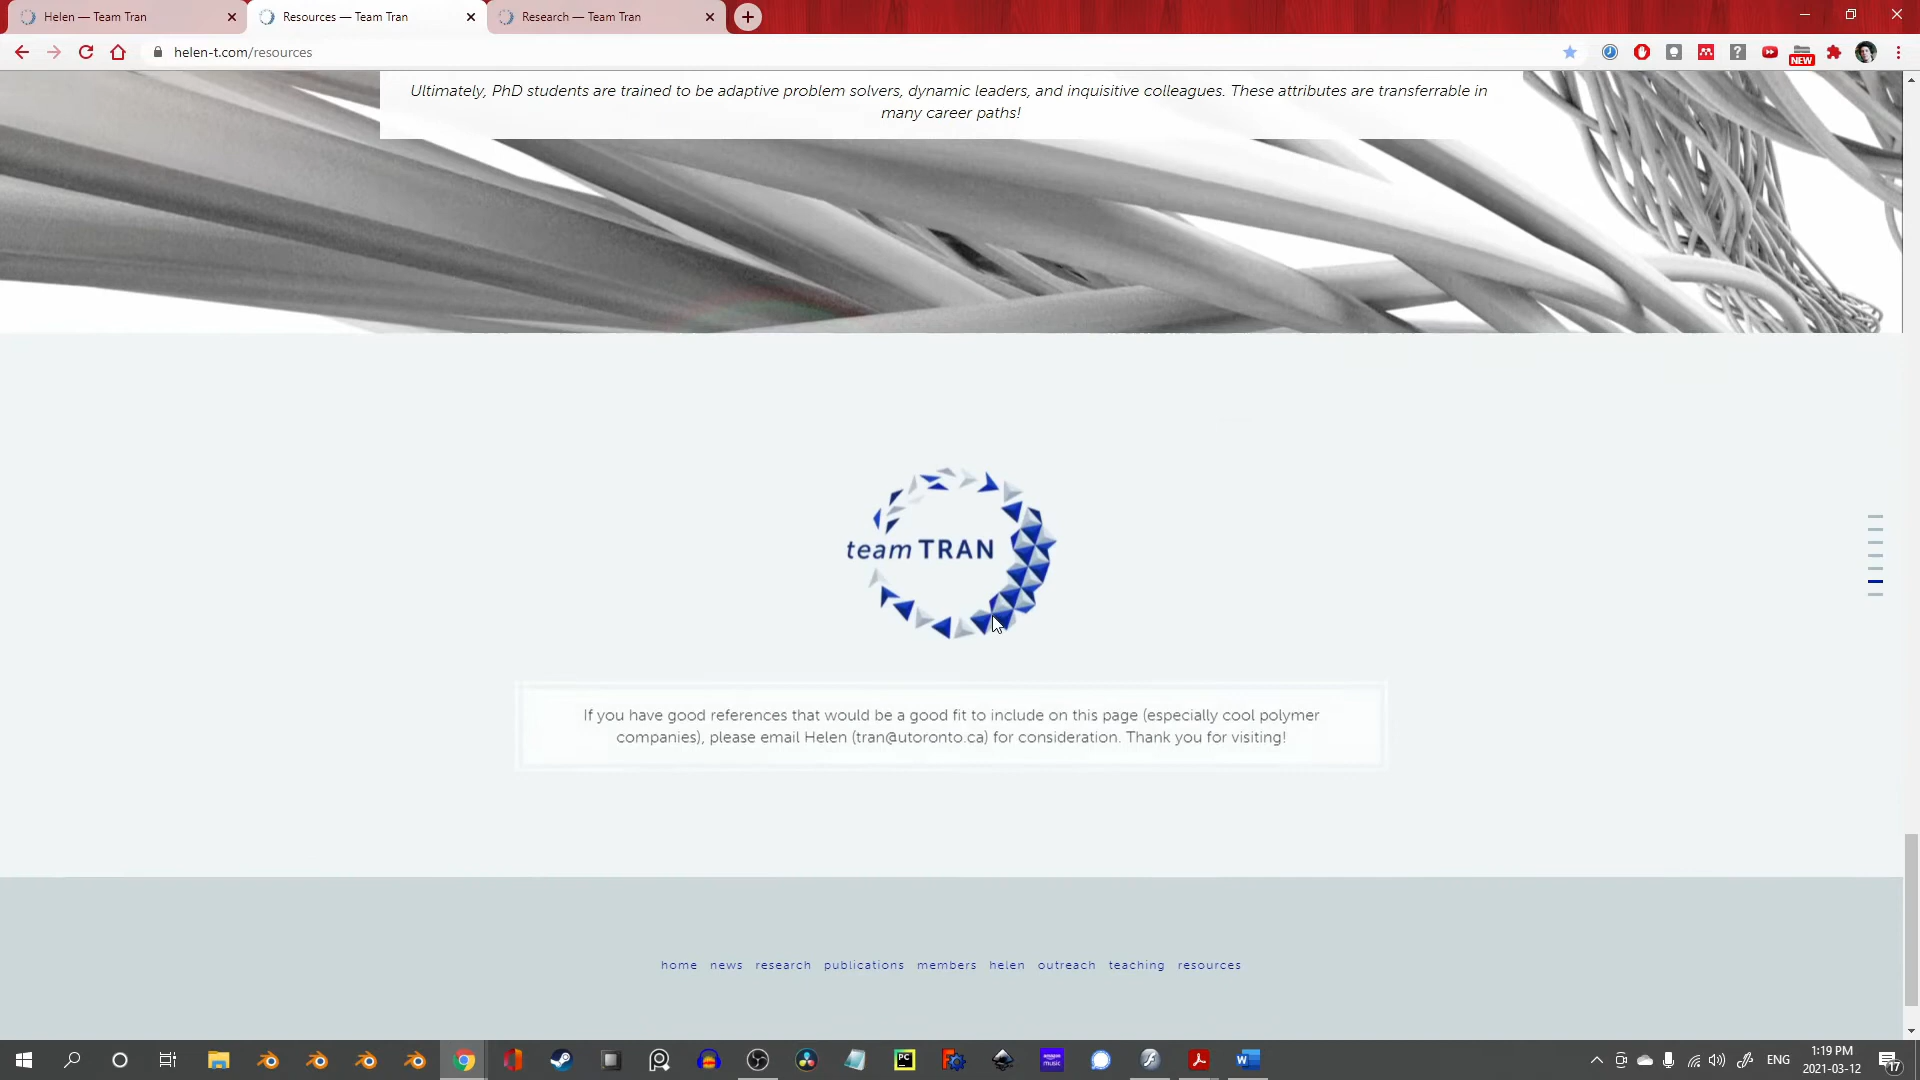 Helen — Team Tran
Resources — Team Tran
Research — Team Tran
helen-t.com/resources
NEW
Ultimately, PhD students are trained to be adaptive problem solvers, dynamic leaders, and inquisitive colleagues. These attributes are transferrable in
many career paths!
team TRAN
If you have good references that would be a good fit to include on this page (especially cool polymer
companies), please email Helen (tran@utoronto.ca) for consideration. Thank you for visiting!
home news research publications members helen outreach teaching resources
PC
amazon music
W
ENG
1:19 PM
2021-03-12
17